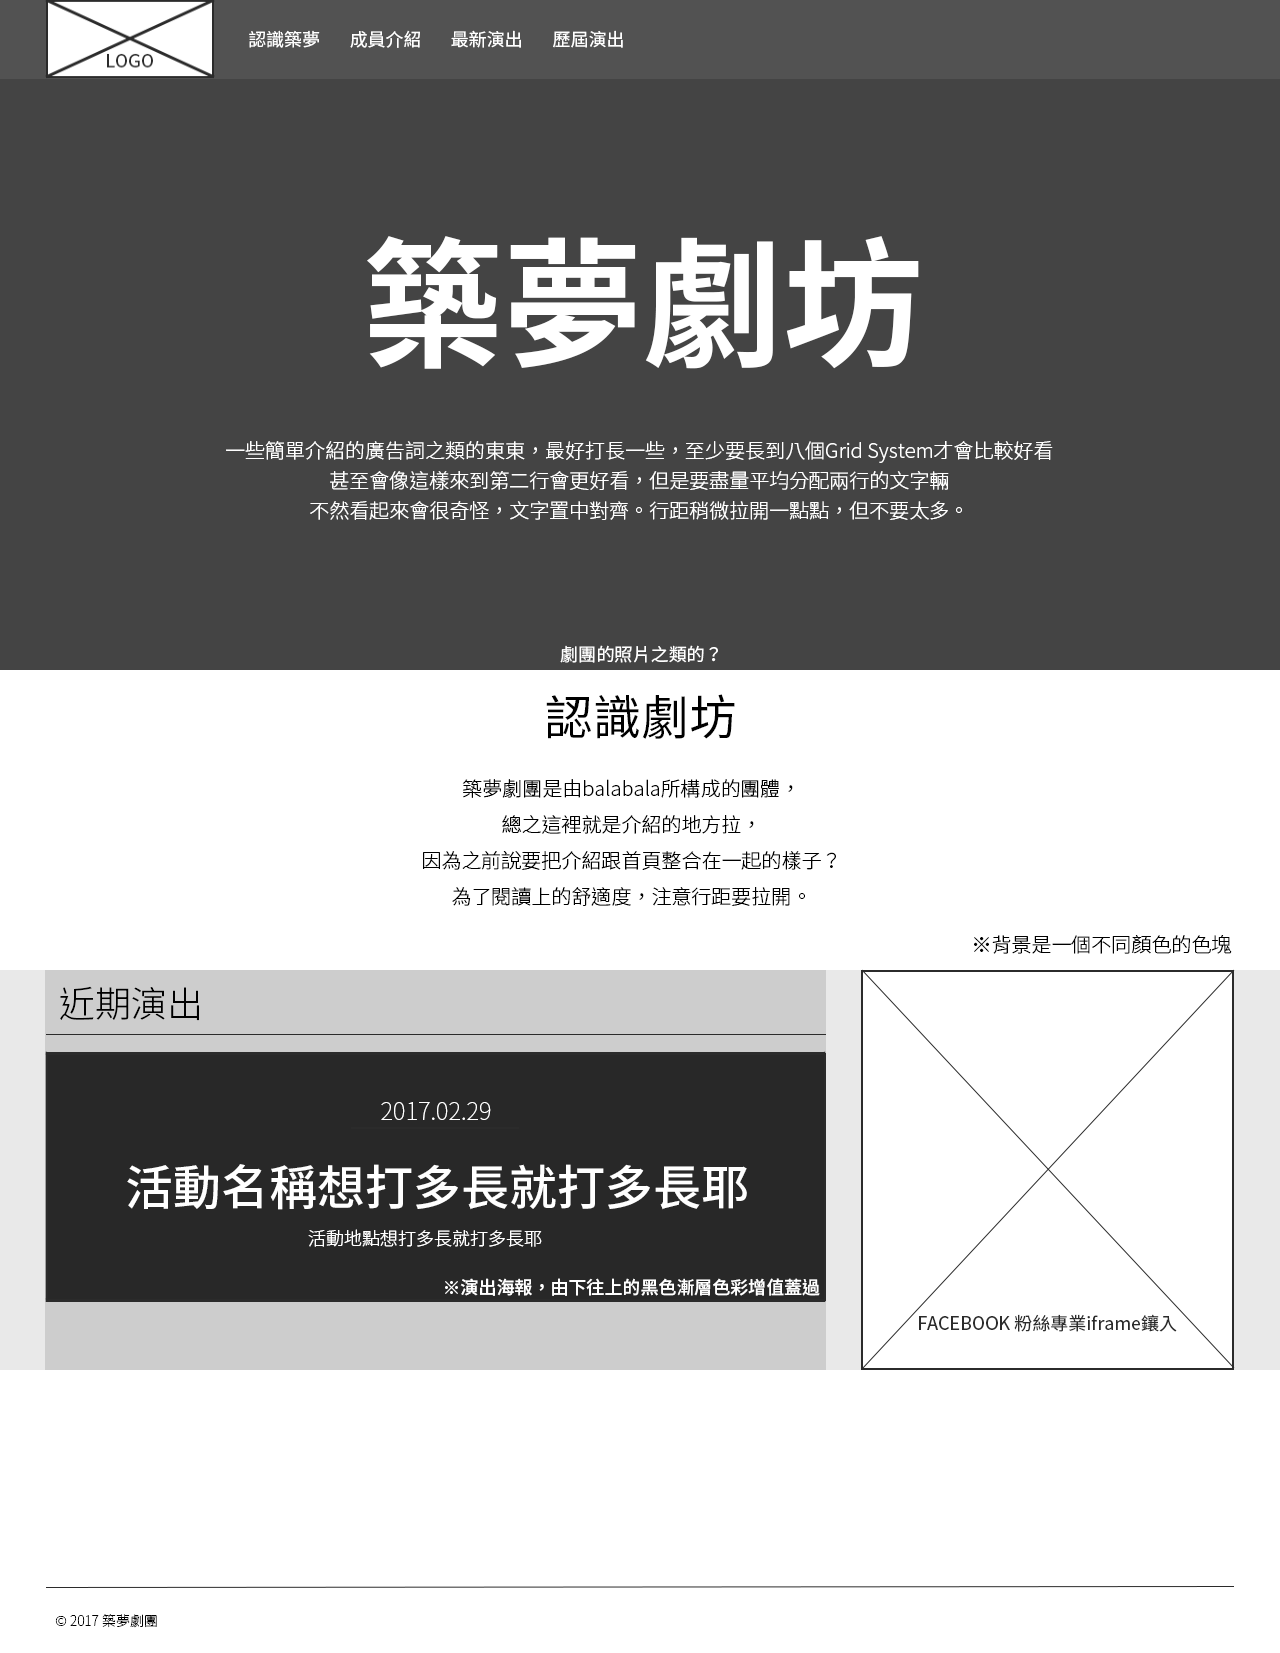 LOGO
認識築夢 成員介紹 最新演出 歷屆演出
築夢劇坊
一些簡單介紹的廣告詞之類的東東，最好打長一些，至少要長到八個Grid System才會比較好看
甚至會像這樣來到第二行會更好看，但是要盡量平均分配兩行的文字輛
不然看起來會很奇怪，文字置中對齊。行距稍微拉開一點點，但不要太多。
劇團的照片之類的？
認識劇坊
築夢劇團是由balabala所構成的團體，
總之這裡就是介紹的地方拉，
因為之前說要把介紹跟首頁整合在一起的樣子？
為了閱讀上的舒適度，注意行距要拉開。
※背景是一個不同顏色的色塊
近期演出
2017.02.29
活動名稱想打多長就打多長耶
活動地點想打多長就打多長耶
※演出海報，由下往上的黑色漸層色彩增值蓋過
FACEBOOK 粉絲專業iframe鑲入
© 2017 築夢劇團